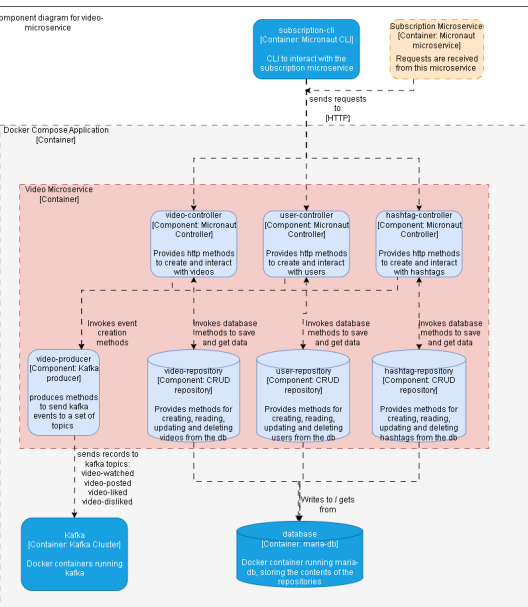 omponent diagram for video-
microservice
subscription-cli
[Container: Micronaut CLI]
CLI to interact with the
subscription microservice
Subscription Microservice
[Container: Micronaut
microservice]
Requests are received
from this microservice
sends requests
to
[HTTP]
Docker Compose Application
[Container]
Video Microservice
[Container]
video-controller
[Component: Micronaut
Controller]
Provides http methods
to create and interact
with videos
user-controller
[Component: Micronaut
Controller]
Provides http methods
to create and interact
with users
hashtag-controller
[Component: Micronaut
Controller]
Provides http methods
to create and interact
with hashtags
Invokes event
creation
methods
Invokes database
methods to save
and get data
Invokes database
methods to save
and get data
Invokes database
methods to save
and get data
video-producer
[Component: Kafka
producer]
produces methods
to send kafka
events to a set of
topics
video-repository
[Component: CRUD
repository]
Provides methods for
creating, reading,
updating and deleting
videos from the db
user-repository
[Component: CRUD
repository]
Provides methods for
creating, reading,
updating and deleting
users from the db
hashtag-repository
[Component: CRUD
repository]
Provides methods for
creating, reading,
updating and deleting
hashtags from the db
sends records to
kafka topics:
video-watched
video-posted
video-liked
video-disliked
Writes to / gets
from
Kafka
[Container: Kafka Cluster]
Docker containers running
kafka
database
[Container: maria-db]
Docker container running maria-
db, storing the contents of the
repositories